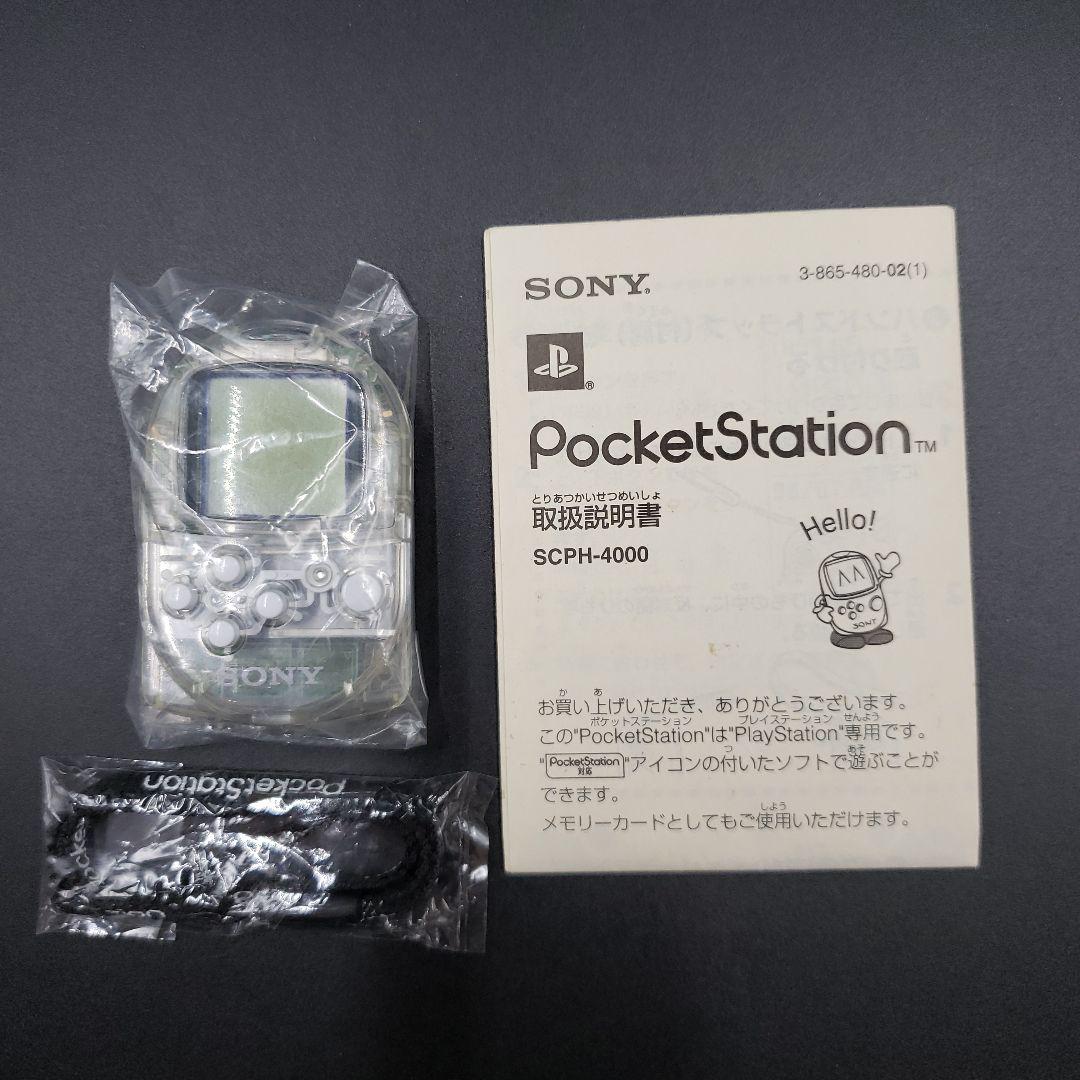 SONY
PocketStation
SONY®
3-865-480-02(1)
®
PocketStation™
とりあつかいせつめいしょ
取扱説明書
SCPH-4000
Hello!
SONY
か あ
お買い上げいただき、ありがとうございます。
ポケットステーション プレイステーション せんよう
この"PocketStation"は"PlayStation"専用です。
つ あそ
"PocketStation対応"アイコンの付いたソフトで遊ぶことが
できます。
しよう
メモリーカードとしてもご使用いただけます。